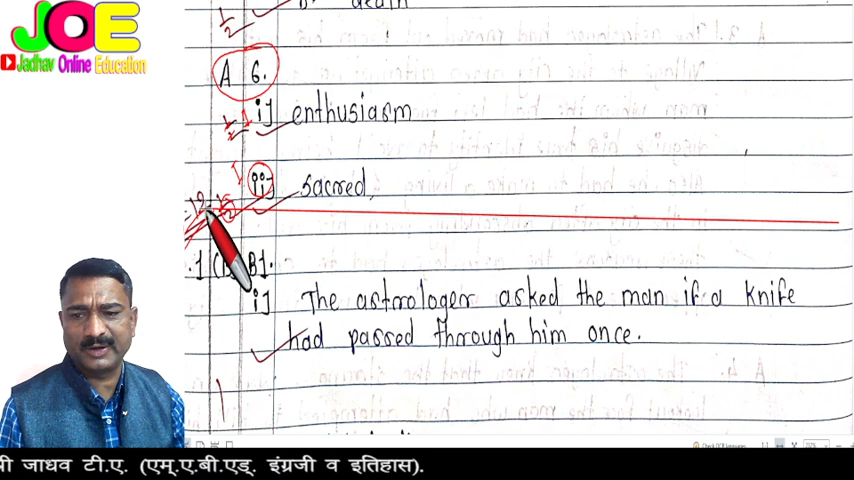 JOE
Jadhav Online Education
death
A 6.
i] enthusiasm
ii] sacred,
B1.
i] The astrologer asked the man if a knife
had passed through him once.
जाधव टी.ए. (एम्.ए.बी.एड्. इंग्रजी व इतिहास).